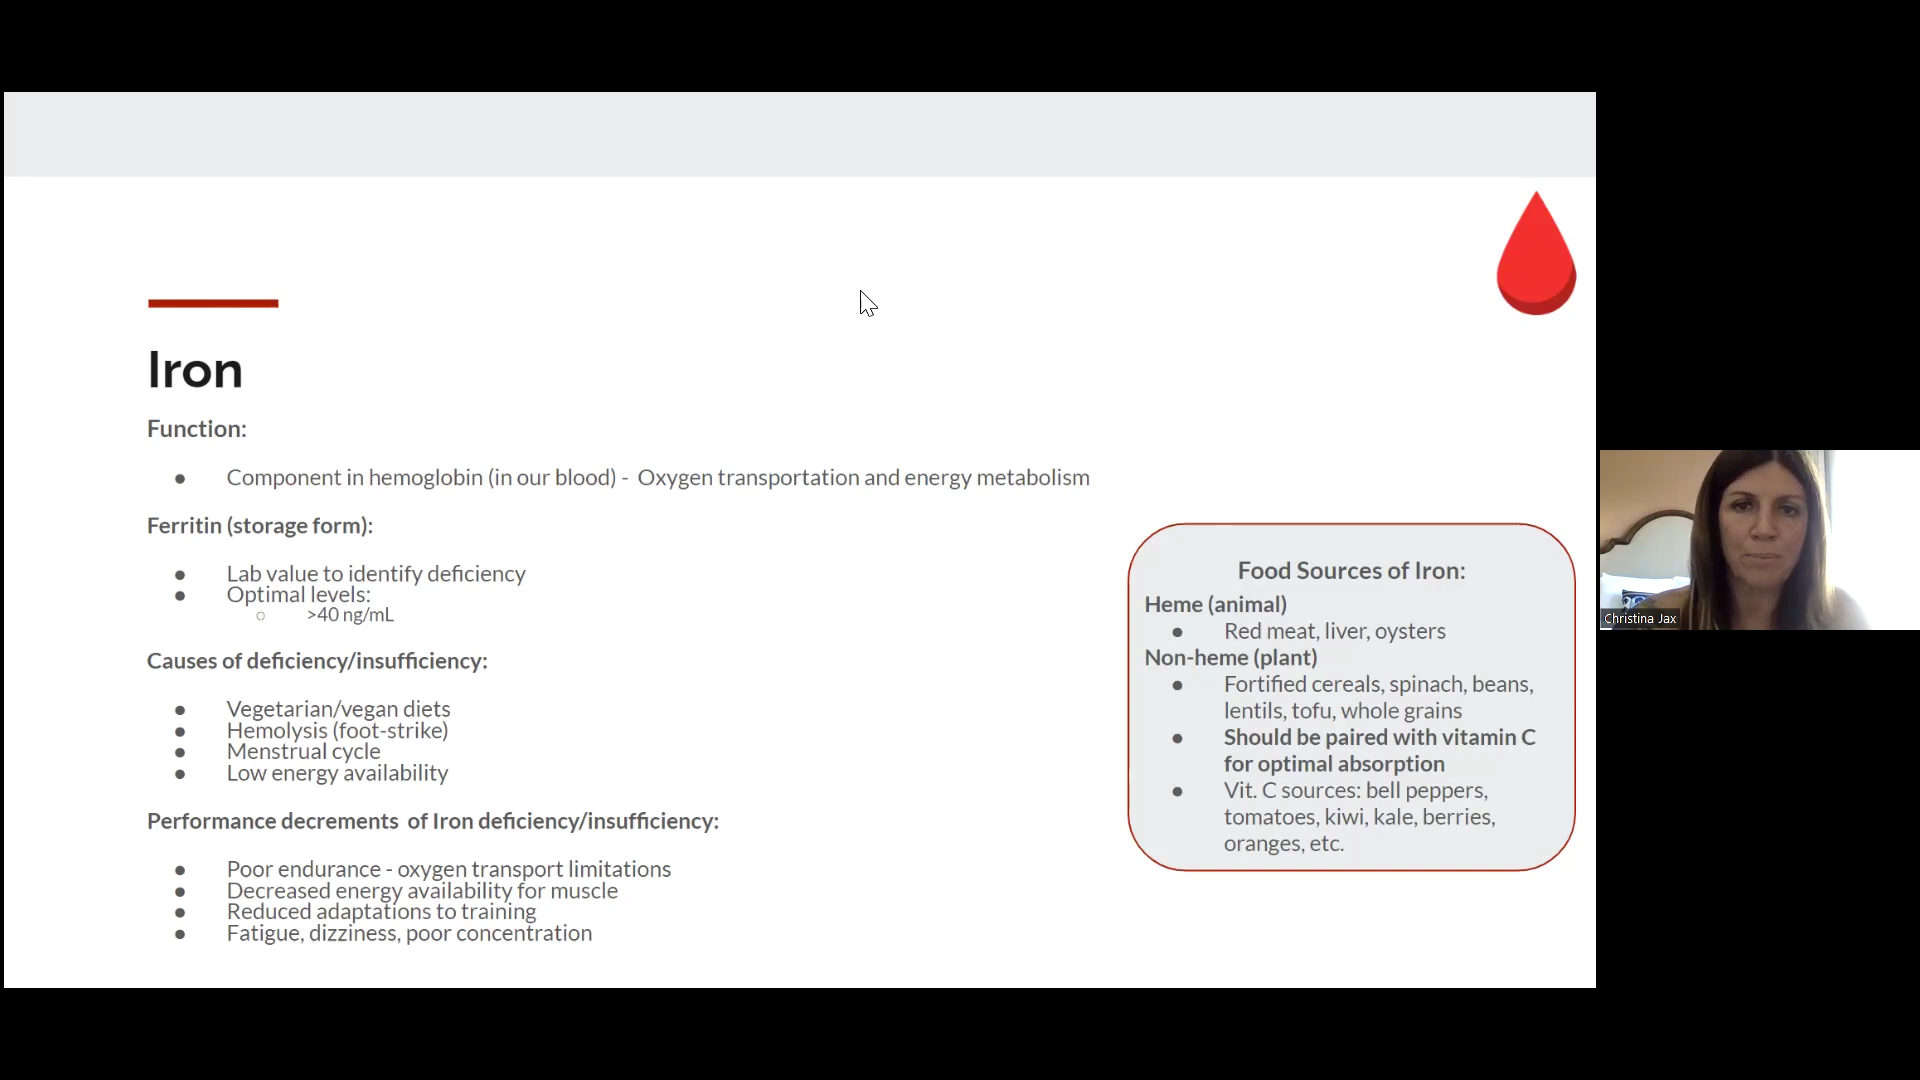 Iron
Function:
● Component in hemoglobin (in our blood) - Oxygen transportation and energy metabolism
Ferritin (storage form):
● Lab value to identify deficiency
● Optimal levels:
○ >40 ng/mL
Causes of deficiency/insufficiency:
● Vegetarian/vegan diets
● Hemolysis (foot-strike)
● Menstrual cycle
● Low energy availability
Performance decrements of Iron deficiency/insufficiency:
● Poor endurance - oxygen transport limitations
● Decreased energy availability for muscle
● Reduced adaptations to training
● Fatigue, dizziness, poor concentration
Food Sources of Iron:
Heme (animal)
● Red meat, liver, oysters
Non-heme (plant)
● Fortified cereals, spinach, beans,
lentils, tofu, whole grains
● Should be paired with vitamin C
for optimal absorption
● Vit. C sources: bell peppers,
tomatoes, kiwi, kale, berries,
oranges, etc.
Christina Jax